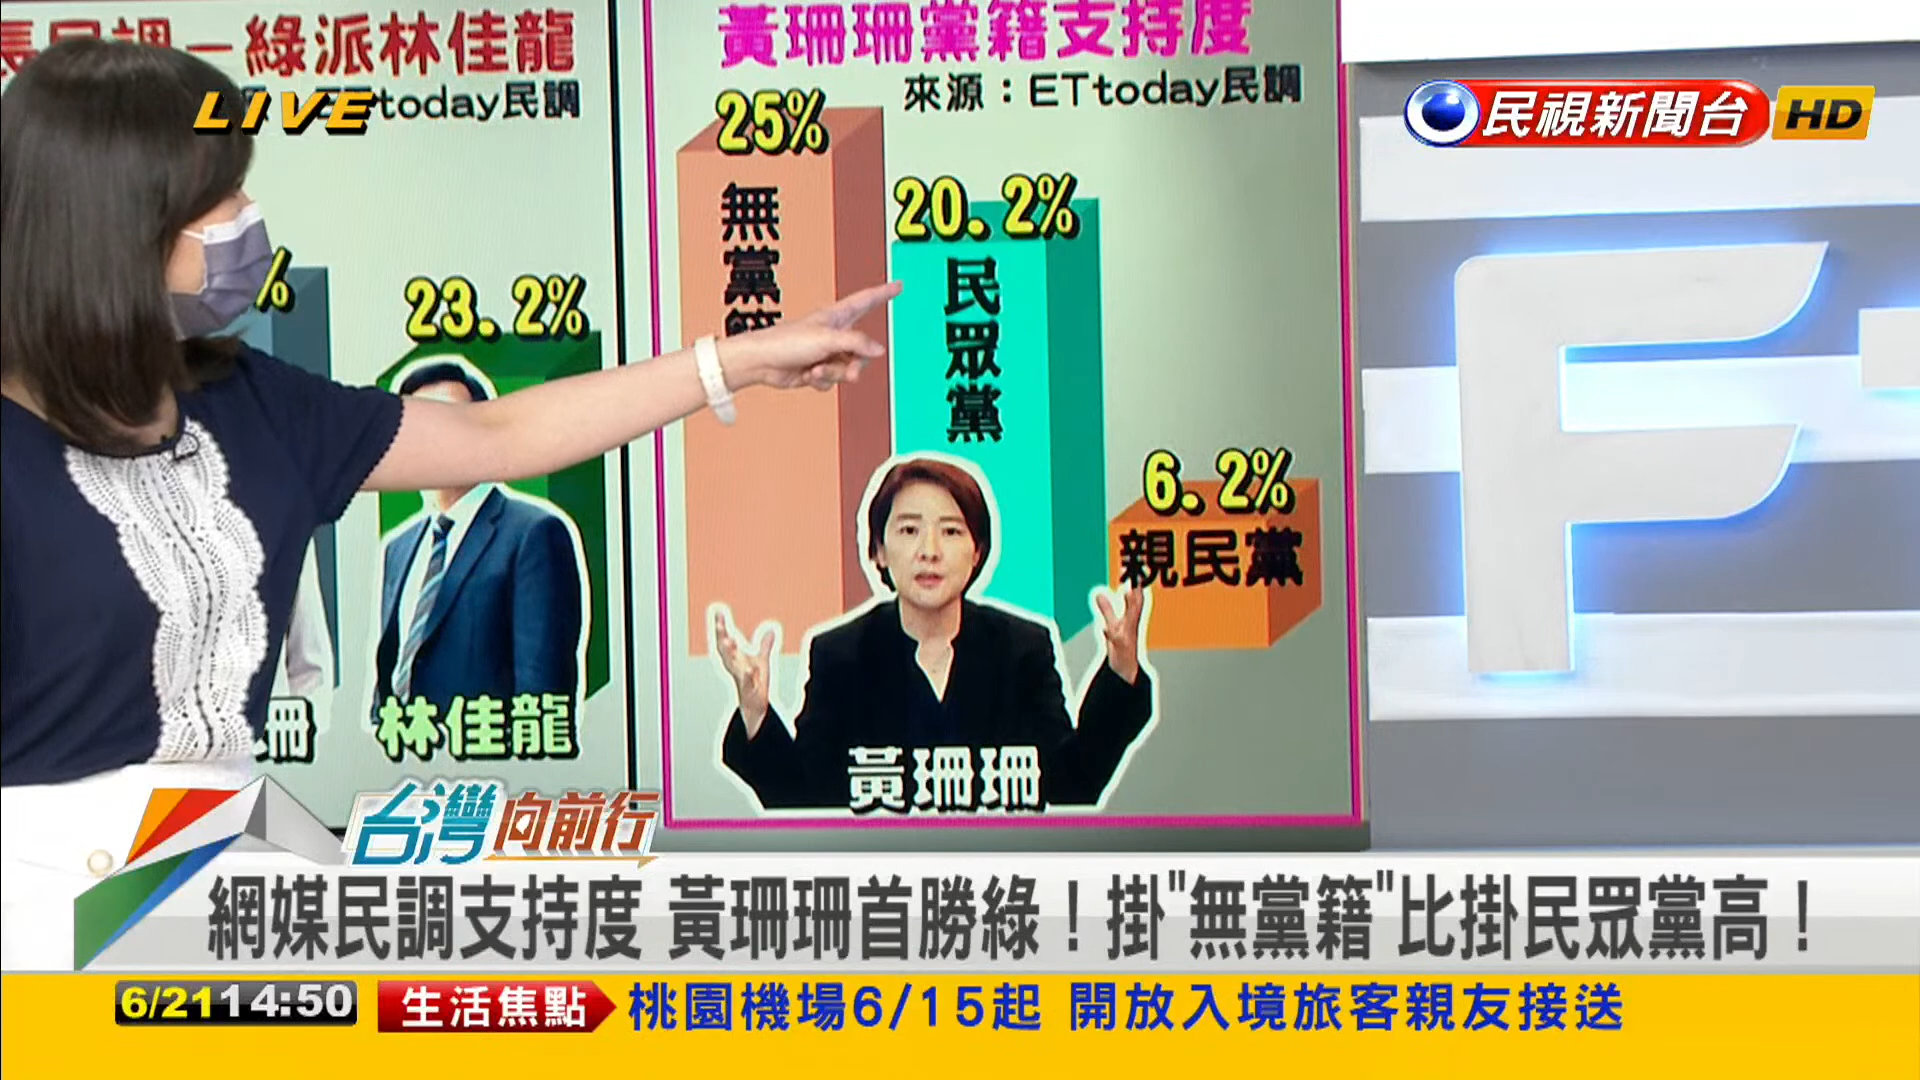 民調－綠派林佳龍
ETtoday民調
%
23.2%
珊
林佳龍
黃珊珊黨籍支持度
來源：ETtoday民調
25%
無黨籍
20.2%
民眾黨
6.2%
親民黨
黃珊珊
LIVE
民視新聞台 HD
F
台灣向前行
網媒民調支持度 黃珊珊首勝綠！掛"無黨籍"比掛民眾黨高！
6/21 14:50 生活焦點 桃園機場6/15起 開放入境旅客親友接送